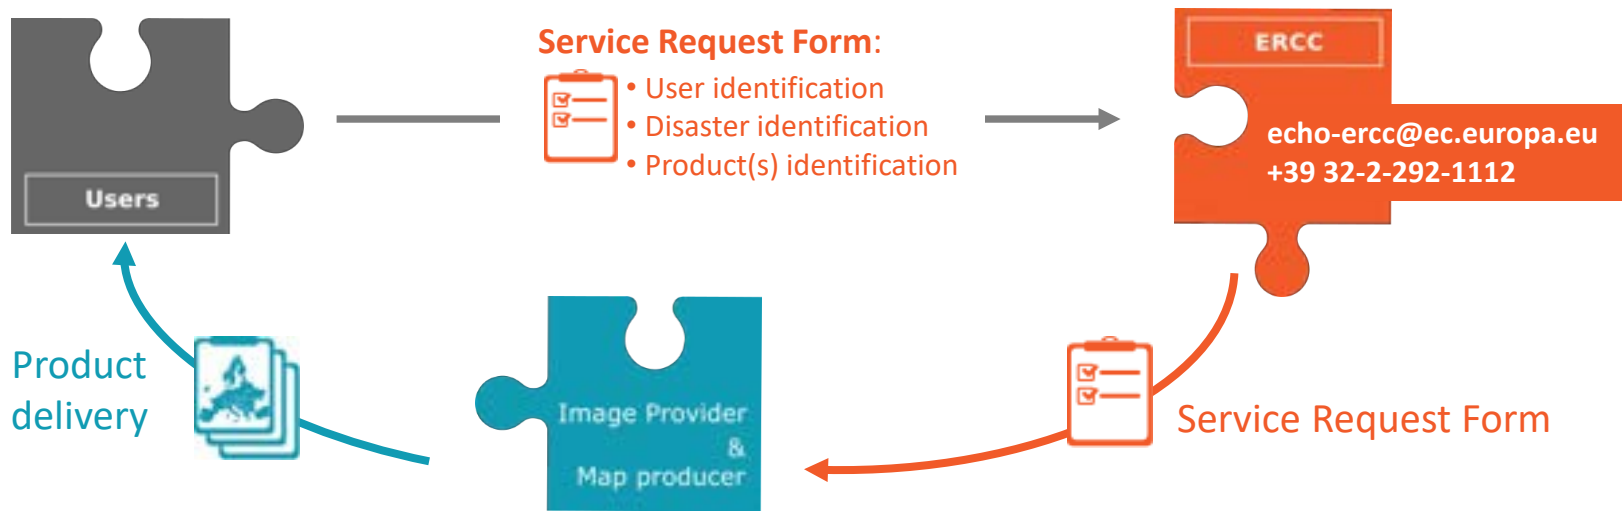 Service Request Form:
• User identification
• Disaster identification
• Product(s) identification
ERCC
echo-ercc@ec.europa.eu
+39 32-2-292-1112
Users
Product
delivery
Image Provider
&
Map producer
Service Request Form